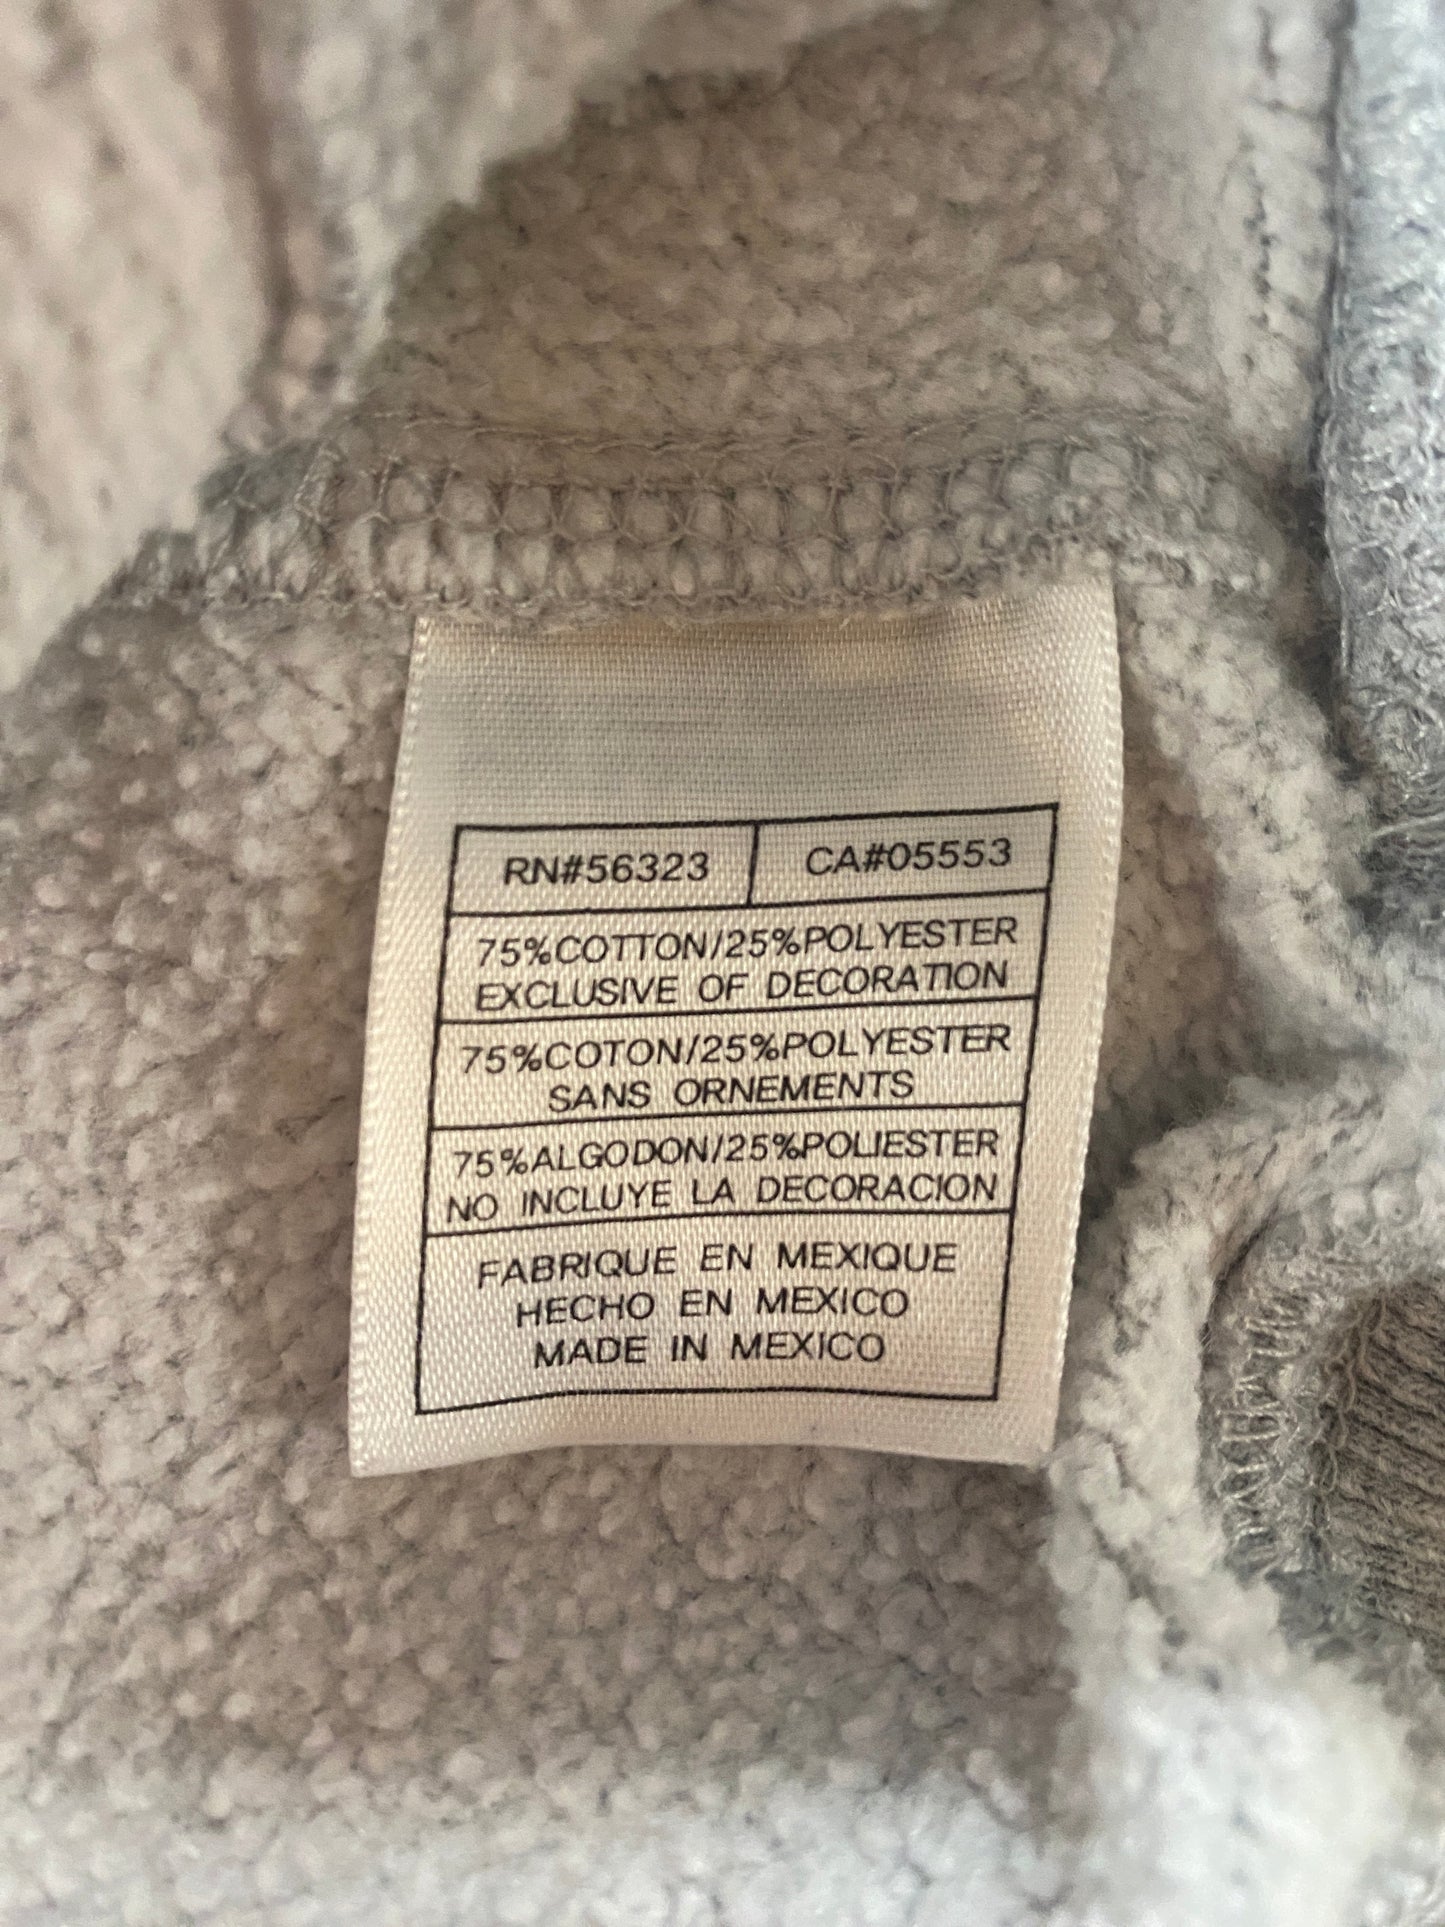 RN#56323 CA#05553
75%COTTON/25%POLYESTER
EXCLUSIVE OF DECORATION
75%COTON/25%POLYESTER
SANS ORNEMENTS
75%ALGODON/25%POLIESTER
NO INCLUYE LA DECORACION
FABRIQUE EN MEXIQUE
HECHO EN MEXICO
MADE IN MEXICO